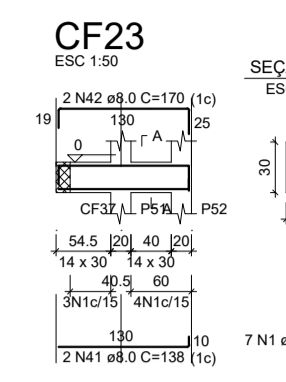 CF23
ESC 1:50
SEÇ
ES
2 N42 ø8.0 C=170 (1c)
19 130 25
A
0
30
CF37 P51 A P52
54.5 20 40 20
14 x 30 14 x 30
40.5 60
3N1c/15 4N1c/15
130 10
2 N41 ø8.0 C=138 (1c)
7 N1 ø